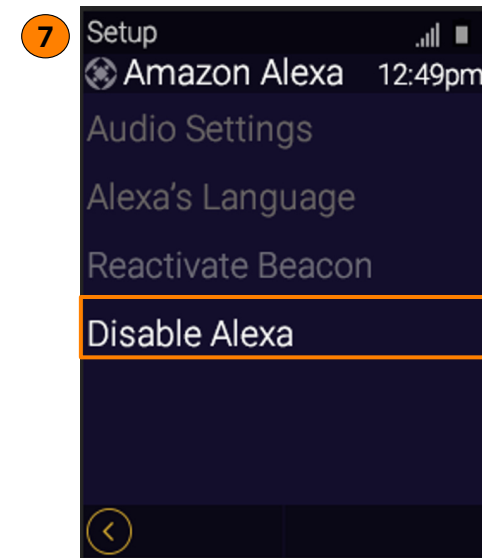 7
Setup
Amazon Alexa 12:49pm
Audio Settings
Alexa's Language
Reactivate Beacon
Disable Alexa